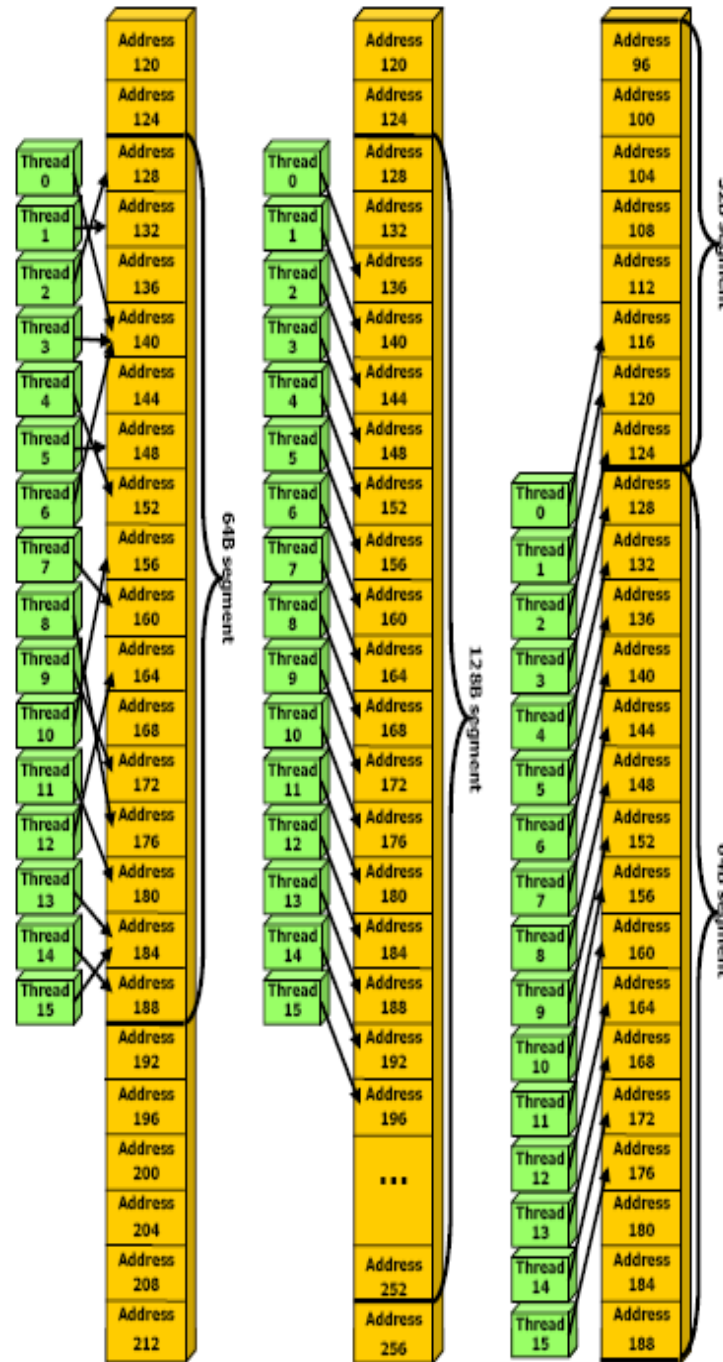 Address
120
Address
124
Address
128
Address
132
Address
136
Address
140
Address
144
Address
148
Address
152
Address
156
Address
160
Address
164
Address
168
Address
172
Address
176
Address
180
Address
184
Address
188
Address
192
Address
196
Address
200
Address
204
Address
208
Address
212
Thread
0
Thread
1
Thread
2
Thread
3
Thread
4
Thread
5
Thread
6
Thread
7
Thread
8
Thread
9
Thread
10
Thread
11
Thread
12
Thread
13
Thread
14
Thread
15
64B segment
Address
120
Address
124
Address
128
Address
132
Address
136
Address
140
Address
144
Address
148
Address
152
Address
156
Address
160
Address
164
Address
168
Address
172
Address
176
Address
180
Address
184
Address
188
Address
192
Address
196
...
Address
252
Address
256
Thread
0
Thread
1
Thread
2
Thread
3
Thread
4
Thread
5
Thread
6
Thread
7
Thread
8
Thread
9
Thread
10
Thread
11
Thread
12
Thread
13
Thread
14
Thread
15
128B segment
Address
96
Address
100
Address
104
Address
108
Address
112
Address
116
Address
120
Address
124
Address
128
Address
132
Address
136
Address
140
Address
144
Address
148
Address
152
Address
156
Address
160
Address
164
Address
168
Address
172
Address
176
Address
180
Address
184
Address
188
Thread
0
Thread
1
Thread
2
Thread
3
Thread
4
Thread
5
Thread
6
Thread
7
Thread
8
Thread
9
Thread
10
Thread
11
Thread
12
Thread
13
Thread
14
Thread
15
segment
segment